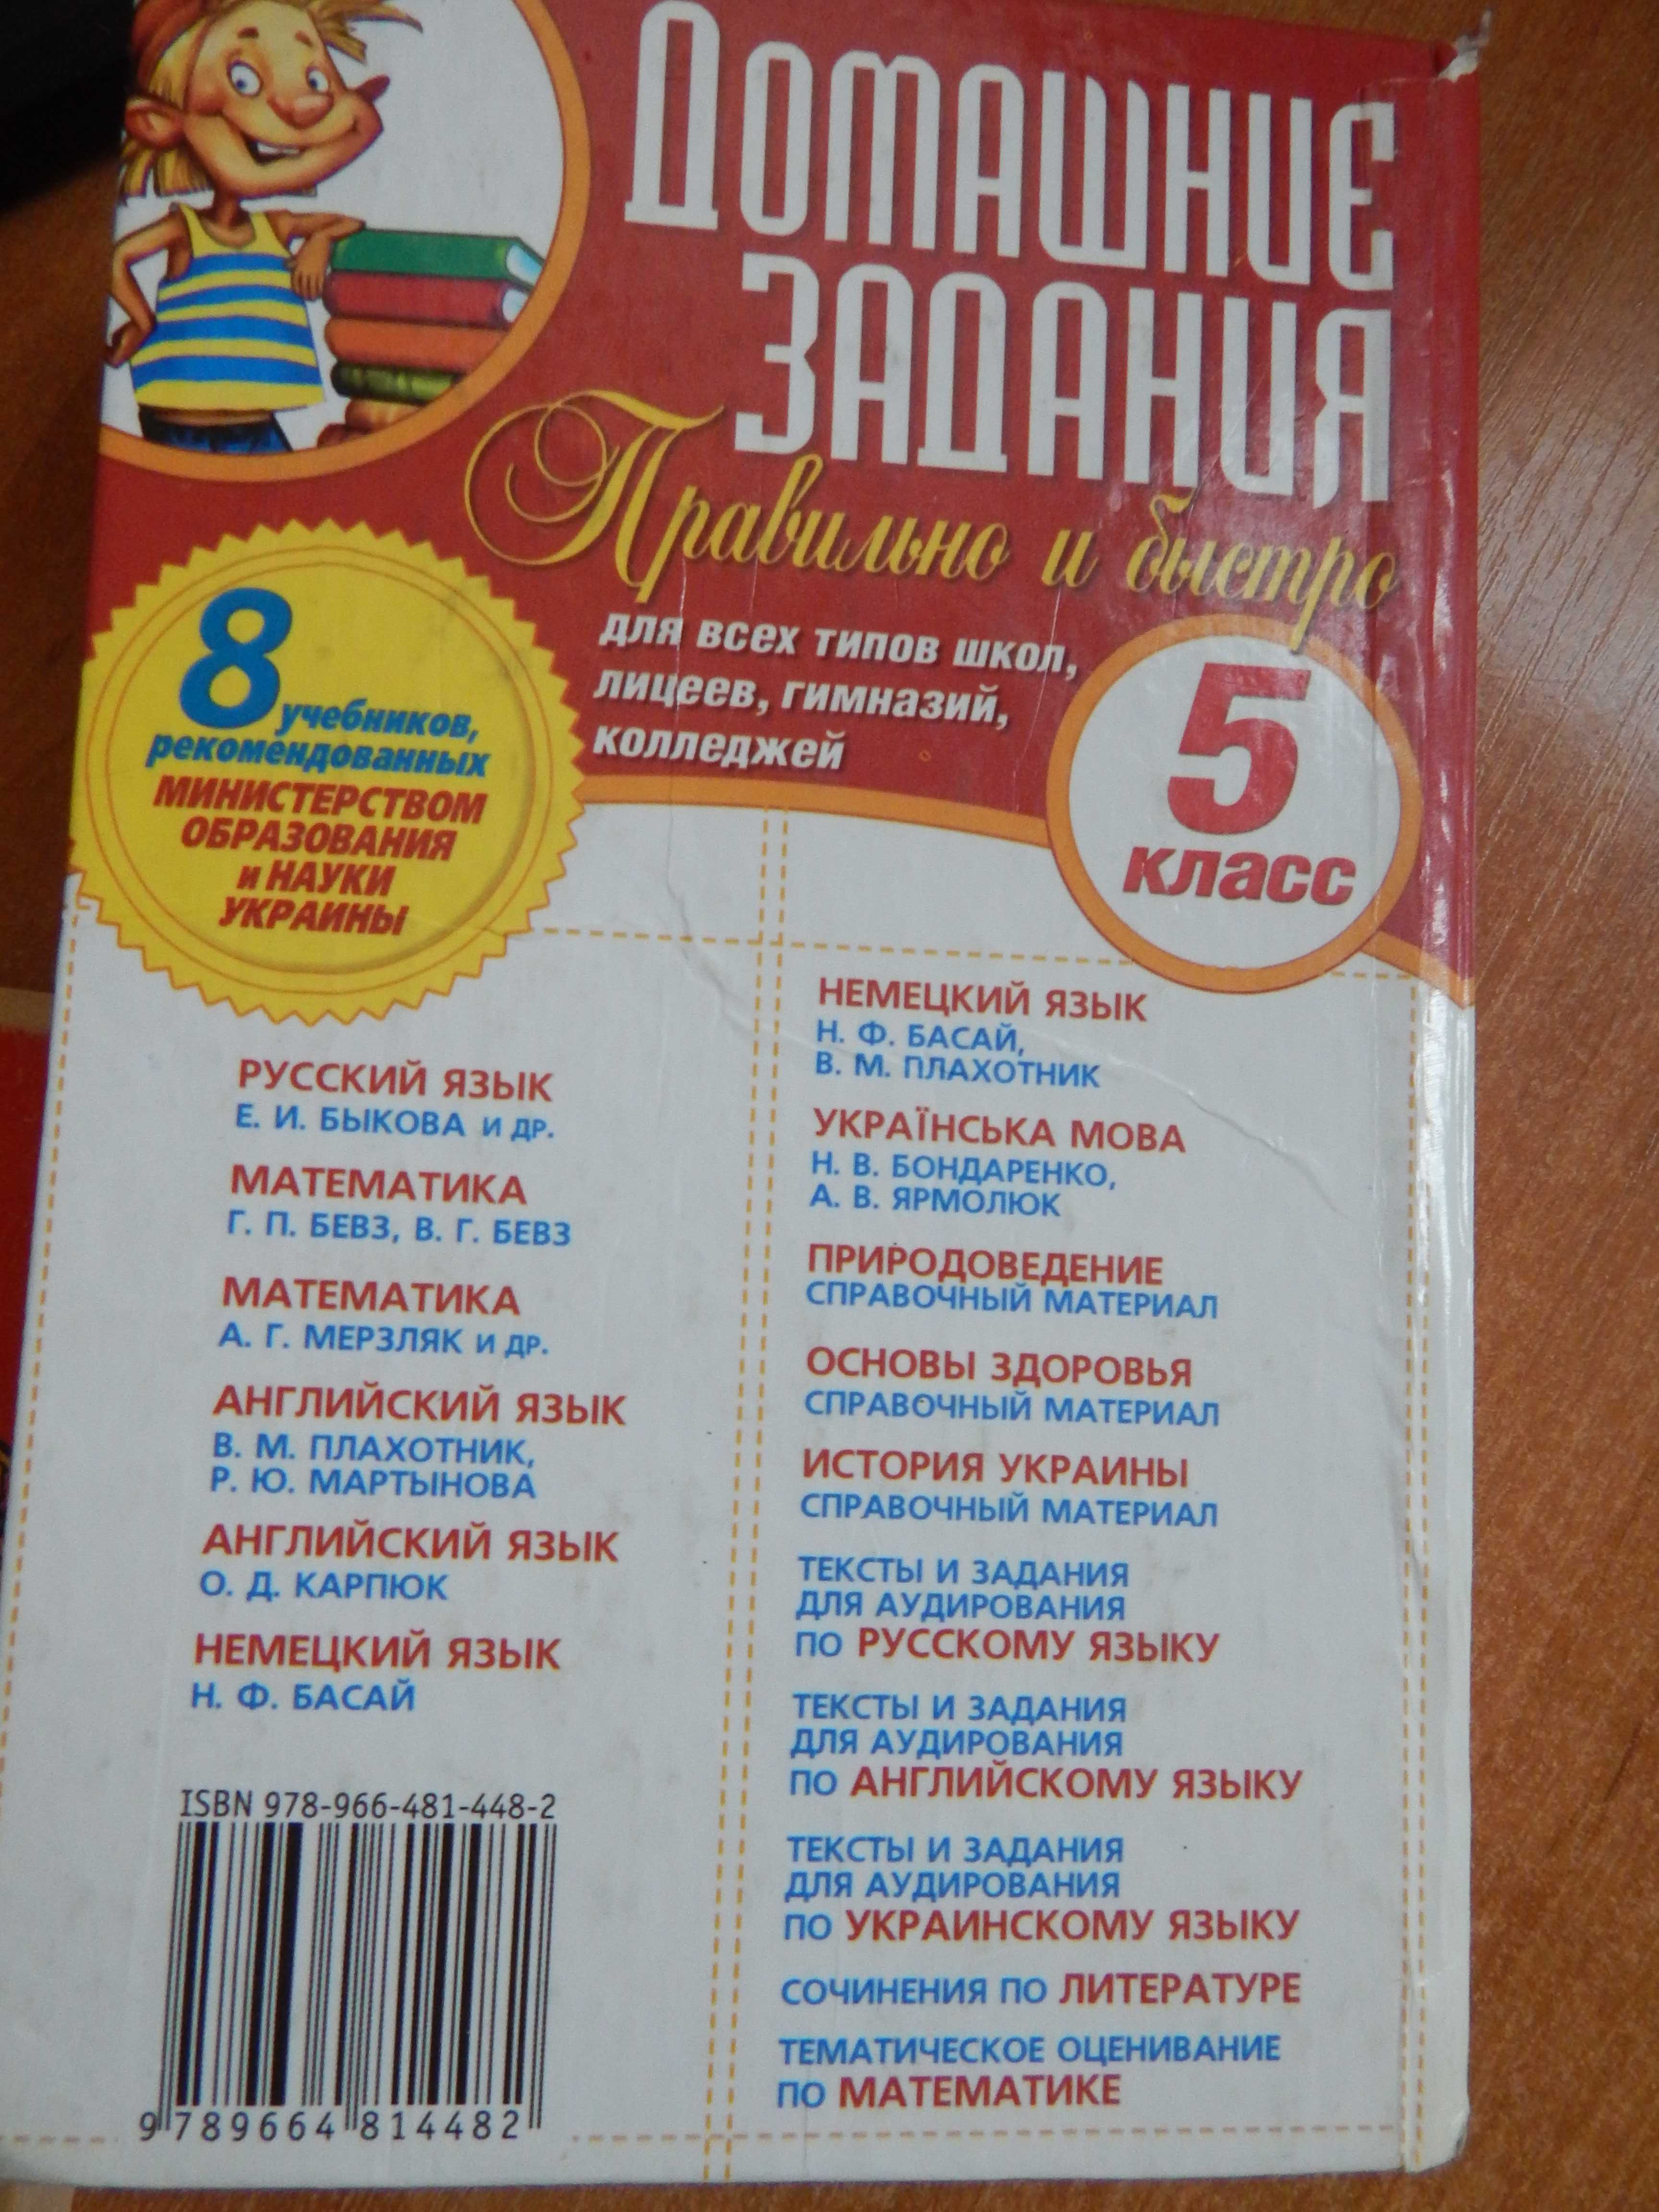 Домашние
задания
Правильно и быстро
для всех типов школ,
лицеев, гимназий,
колледжей
5
класс
8 учебников,
рекомендованных
МИНИСТЕРСТВОМ
ОБРАЗОВАНИЯ
и НАУКИ
УКРАИНЫ
РУССКИЙ ЯЗЫК
Е. И. БЫКОВА И ДР.
МАТЕМАТИКА
Г. П. БЕВЗ, В. Г. БЕВЗ
МАТЕМАТИКА
А. Г. МЕРЗЛЯК И ДР.
АНГЛИЙСКИЙ ЯЗЫК
В. М. ПЛАХОТНИК,
Р. Ю. МАРТЫНОВА
АНГЛИЙСКИЙ ЯЗЫК
О. Д. КАРПЮК
НЕМЕЦКИЙ ЯЗЫК
Н. Ф. БАСАЙ
ISBN 978-966-481-448-2
9 789664 814482
НЕМЕЦКИЙ ЯЗЫК
Н. Ф. БАСАЙ,
В. М. ПЛАХОТНИК
УКРАЇНСЬКА МОВА
Н. В. БОНДАРЕНКО,
А. В. ЯРМОЛЮК
ПРИРОДОВЕДЕНИЕ
СПРАВОЧНЫЙ МАТЕРИАЛ
ОСНОВЫ ЗДОРОВЬЯ
СПРАВОЧНЫЙ МАТЕРИАЛ
ИСТОРИЯ УКРАИНЫ
СПРАВОЧНЫЙ МАТЕРИАЛ
ТЕКСТЫ И ЗАДАНИЯ
ДЛЯ АУДИРОВАНИЯ
ПО РУССКОМУ ЯЗЫКУ
ТЕКСТЫ И ЗАДАНИЯ
ДЛЯ АУДИРОВАНИЯ
ПО АНГЛИЙСКОМУ ЯЗЫКУ
ТЕКСТЫ И ЗАДАНИЯ
ДЛЯ АУДИРОВАНИЯ
ПО УКРАИНСКОМУ ЯЗЫКУ
СОЧИНЕНИЯ ПО ЛИТЕРАТУРЕ
ТЕМАТИЧЕСКОЕ ОЦЕНИВАНИЕ
ПО МАТЕМАТИКЕ